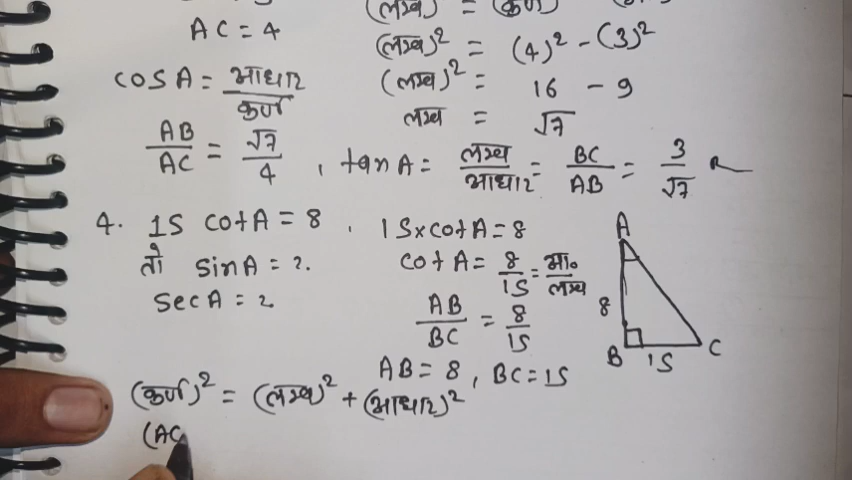 AC = 4
(लम्ब)² = (4)² - (3)²
cos A = आधार / कर्ण
(लम्ब)² = 16 - 9
लम्ब = √7
AB / AC = √7 / 4 , tan A = लम्ब / आधार = BC / AB = 3 / √7
4. 15 cot A = 8 . 15 x cot A = 8
तो sin A = ?.
cot A = 8 / 15 = आ॰ / लम्ब
sec A = ?
AB / BC = 8 / 15
AB = 8 , BC = 15
A
8
B 15 C
(कर्ण)² = (लम्ब)² + (आधार)²
(AC